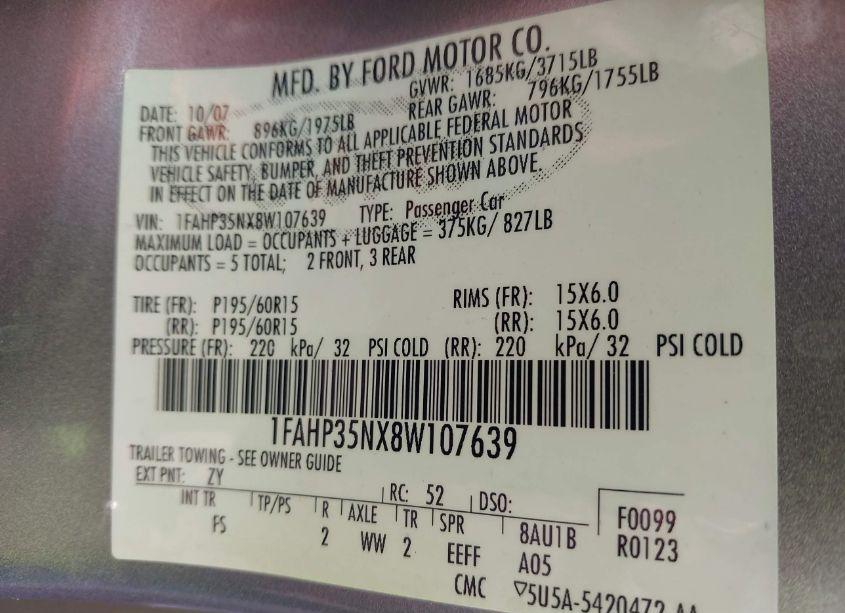 MFD. BY FORD MOTOR CO.
DATE: 10/07 GVWR: 1685KG/3715LB
FRONT GAWR: 896KG/1975LB REAR GAWR: 796KG/1755LB
THIS VEHICLE CONFORMS TO ALL APPLICABLE FEDERAL MOTOR
VEHICLE SAFETY, BUMPER, AND THEFT PREVENTION STANDARDS
IN EFFECT ON THE DATE OF MANUFACTURE SHOWN ABOVE.
VIN: 1FAHP35NX8W107639 TYPE: Passenger Car
MAXIMUM LOAD = OCCUPANTS + LUGGAGE = 375KG/ 827LB
OCCUPANTS = 5 TOTAL; 2 FRONT, 3 REAR
TIRE (FR): P195/60R15 RIMS (FR): 15X6.0
(RR): P195/60R15 (RR): 15X6.0
PRESSURE (FR): 220 kPa/ 32 PSI COLD (RR): 220 kPa/ 32 PSI COLD
1FAHP35NX8W107639
TRAILER TOWING - SEE OWNER GUIDE
EXT PNT: ZY RC: 52 DSO: F0099
INT TR TP/PS R AXLE TR SPR 8AU1B R0123
FS 2 WW 2 EEFF A05
CMC ▽5U5A-5420472-AA